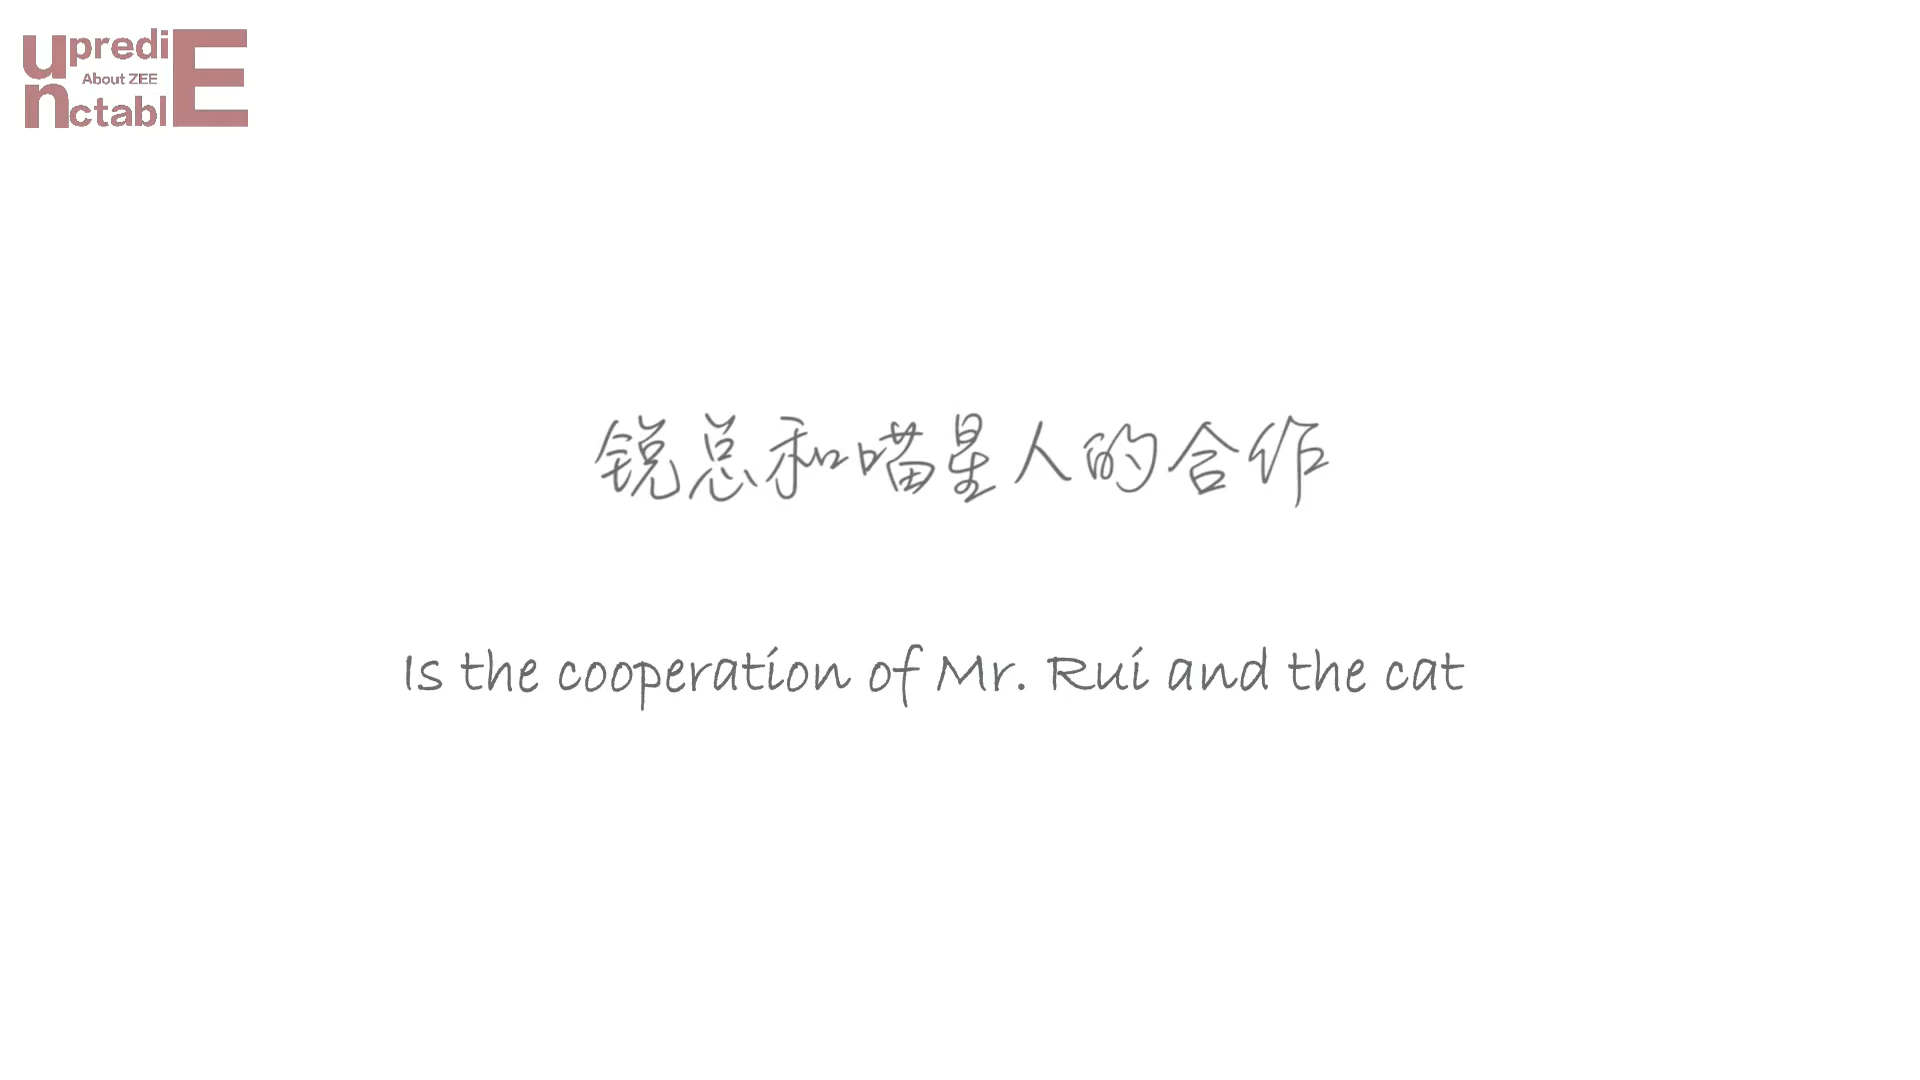 upredi
About ZEE
nctablE
锐总和喵星人的合作
Is the cooperation of Mr. Rui and the cat